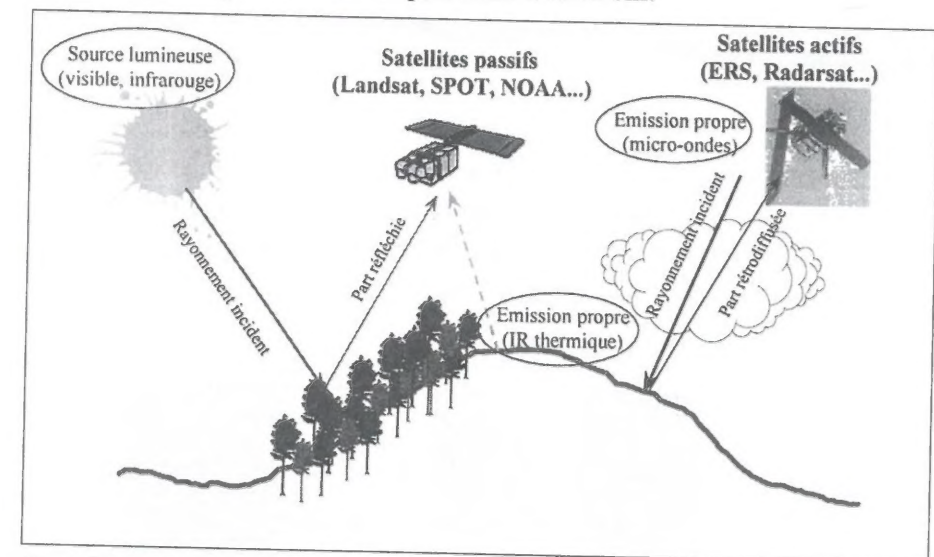 Source lumineuse
(visible, infrarouge)
Satellites passifs
(Landsat, SPOT, NOAA...)
Satellites actifs
(ERS, Radarsat...)
Emission propre
(micro-ondes)
Rayonnement incident
Part réfléchie
Rayonnement incident
Part rétrodiffusée
Emission propre
(IR thermique)